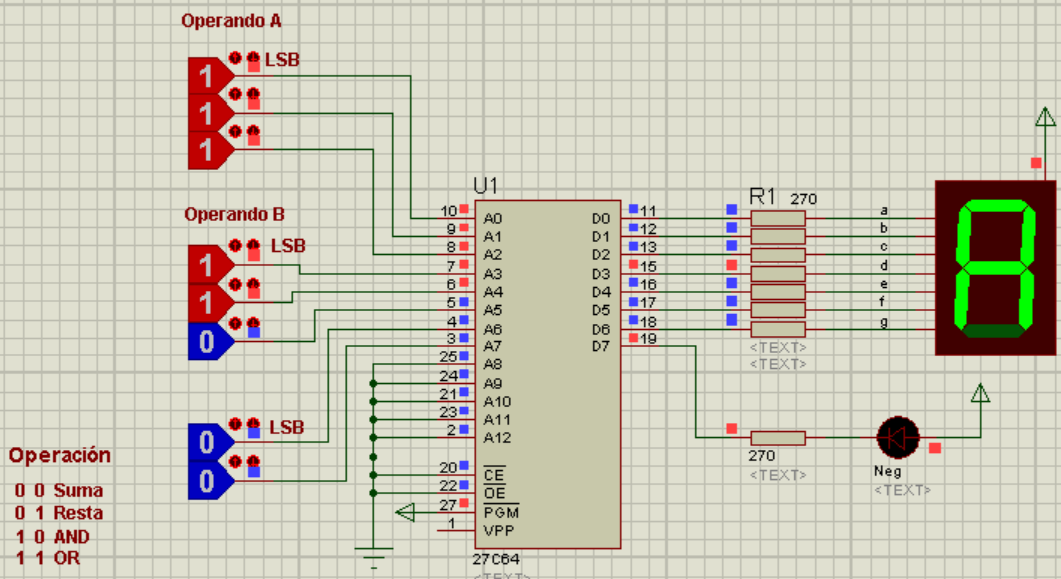 Operando A
LSB
1
1
1
Operando B
LSB
1
1
0
LSB
0
0
Operación
0 0 Suma
0 1 Resta
1 0 AND
1 1 OR
U1
10 A0
9 A1
8 A2
7 A3
6 A4
5 A5
4 A6
3 A7
25 A8
24 A9
21 A10
23 A11
2 A12
20 CE
22 OE
27 PGM
1 VPP
D0 11
D1 12
D2 13
D3 15
D4 16
D5 17
D6 18
D7 19
27C64
<TEXT>
R1 270
a
b
c
d
e
f
g
<TEXT>
<TEXT>
270
<TEXT>
Neg
<TEXT>